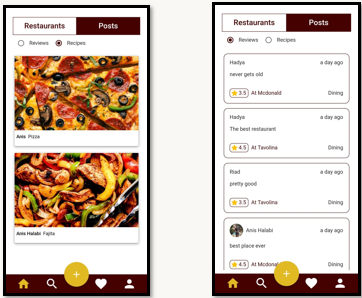 Restaurants Posts
Reviews Recipes
Anis Pizza
Anis Halabi Fajita
+
Restaurants Posts
Reviews Recipes
Hadya a day ago
never gets old
3.5 At Mcdonald Dining
Hadya a day ago
The best restaurant
4.5 At Tavolina Dining
Riad a day ago
pretty good
3.5 At Tavolina Dining
Anis Halabi a day ago
best place ever
4.5 At Mcdonald Dining
+